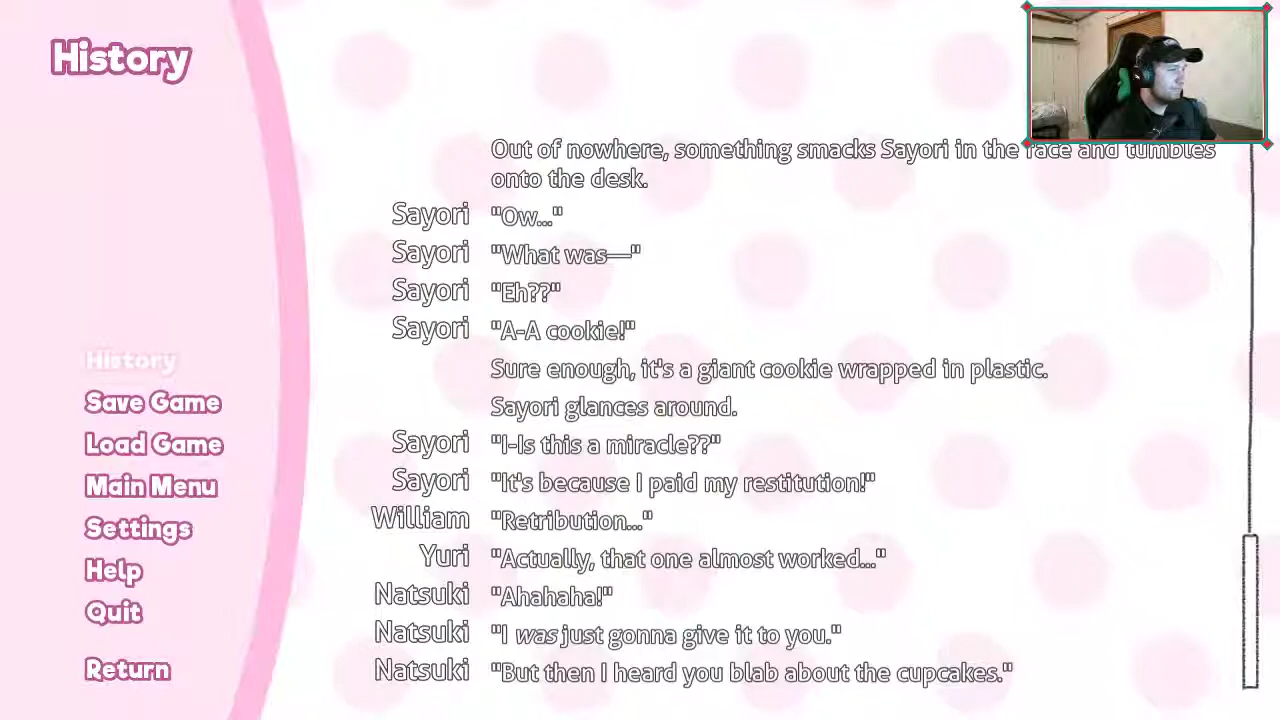 History
Out of nowhere, something smacks Sayori in the face and tumbles
onto the desk.
Sayori "Ow..."
Sayori "What was—"
Sayori "Eh??"
Sayori "A-A cookie!"
Sure enough, it's a giant cookie wrapped in plastic.
Sayori glances around.
Sayori "I-Is this a miracle??"
Sayori "It's because I paid my restitution!"
William "Retribution..."
Yuri "Actually, that one almost worked..."
Natsuki "Ahahaha!"
Natsuki "I was just gonna give it to you."
Natsuki "But then I heard you blab about the cupcakes."
History
Save Game
Load Game
Main Menu
Settings
Help
Quit
Return